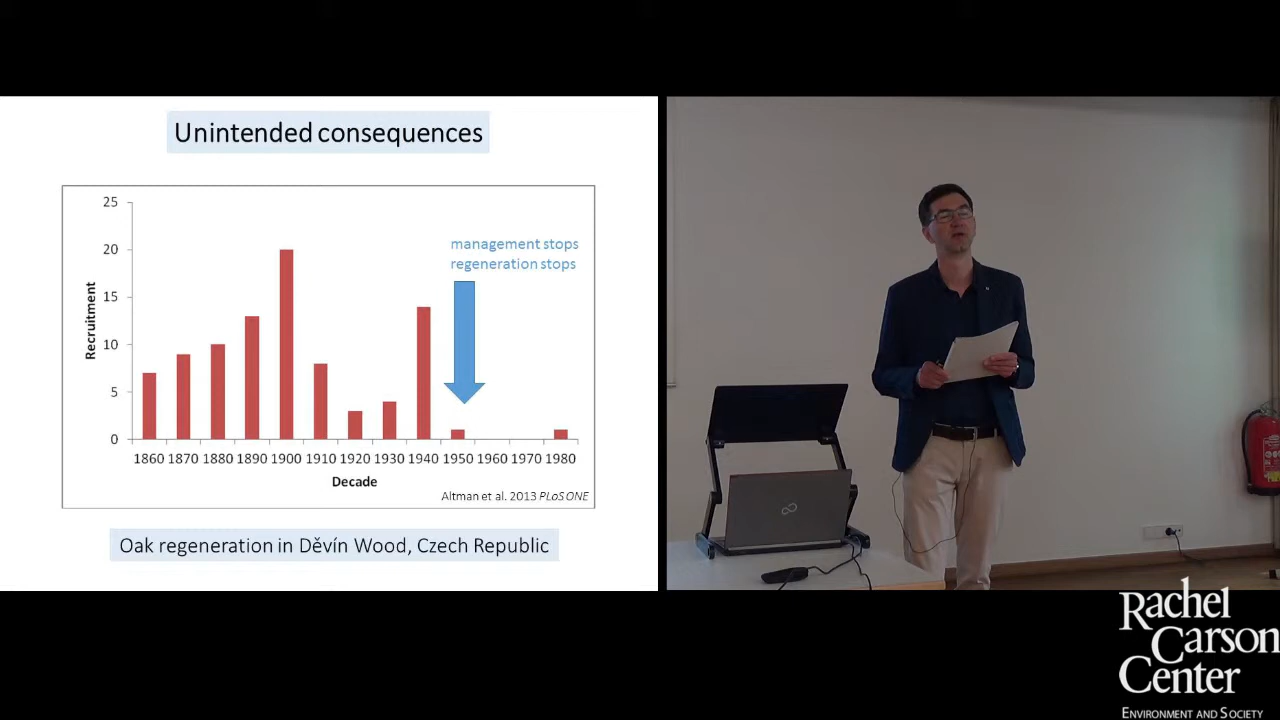 Unintended consequences
25
20
15
10
5
0
Recruitment
management stops
regeneration stops
1860 1870 1880 1890 1900 1910 1920 1930 1940 1950 1960 1970 1980
Decade
Altman et al. 2013 PLoS ONE
Oak regeneration in Děvín Wood, Czech Republic
Rachel
Carson
Center
Environment and Society